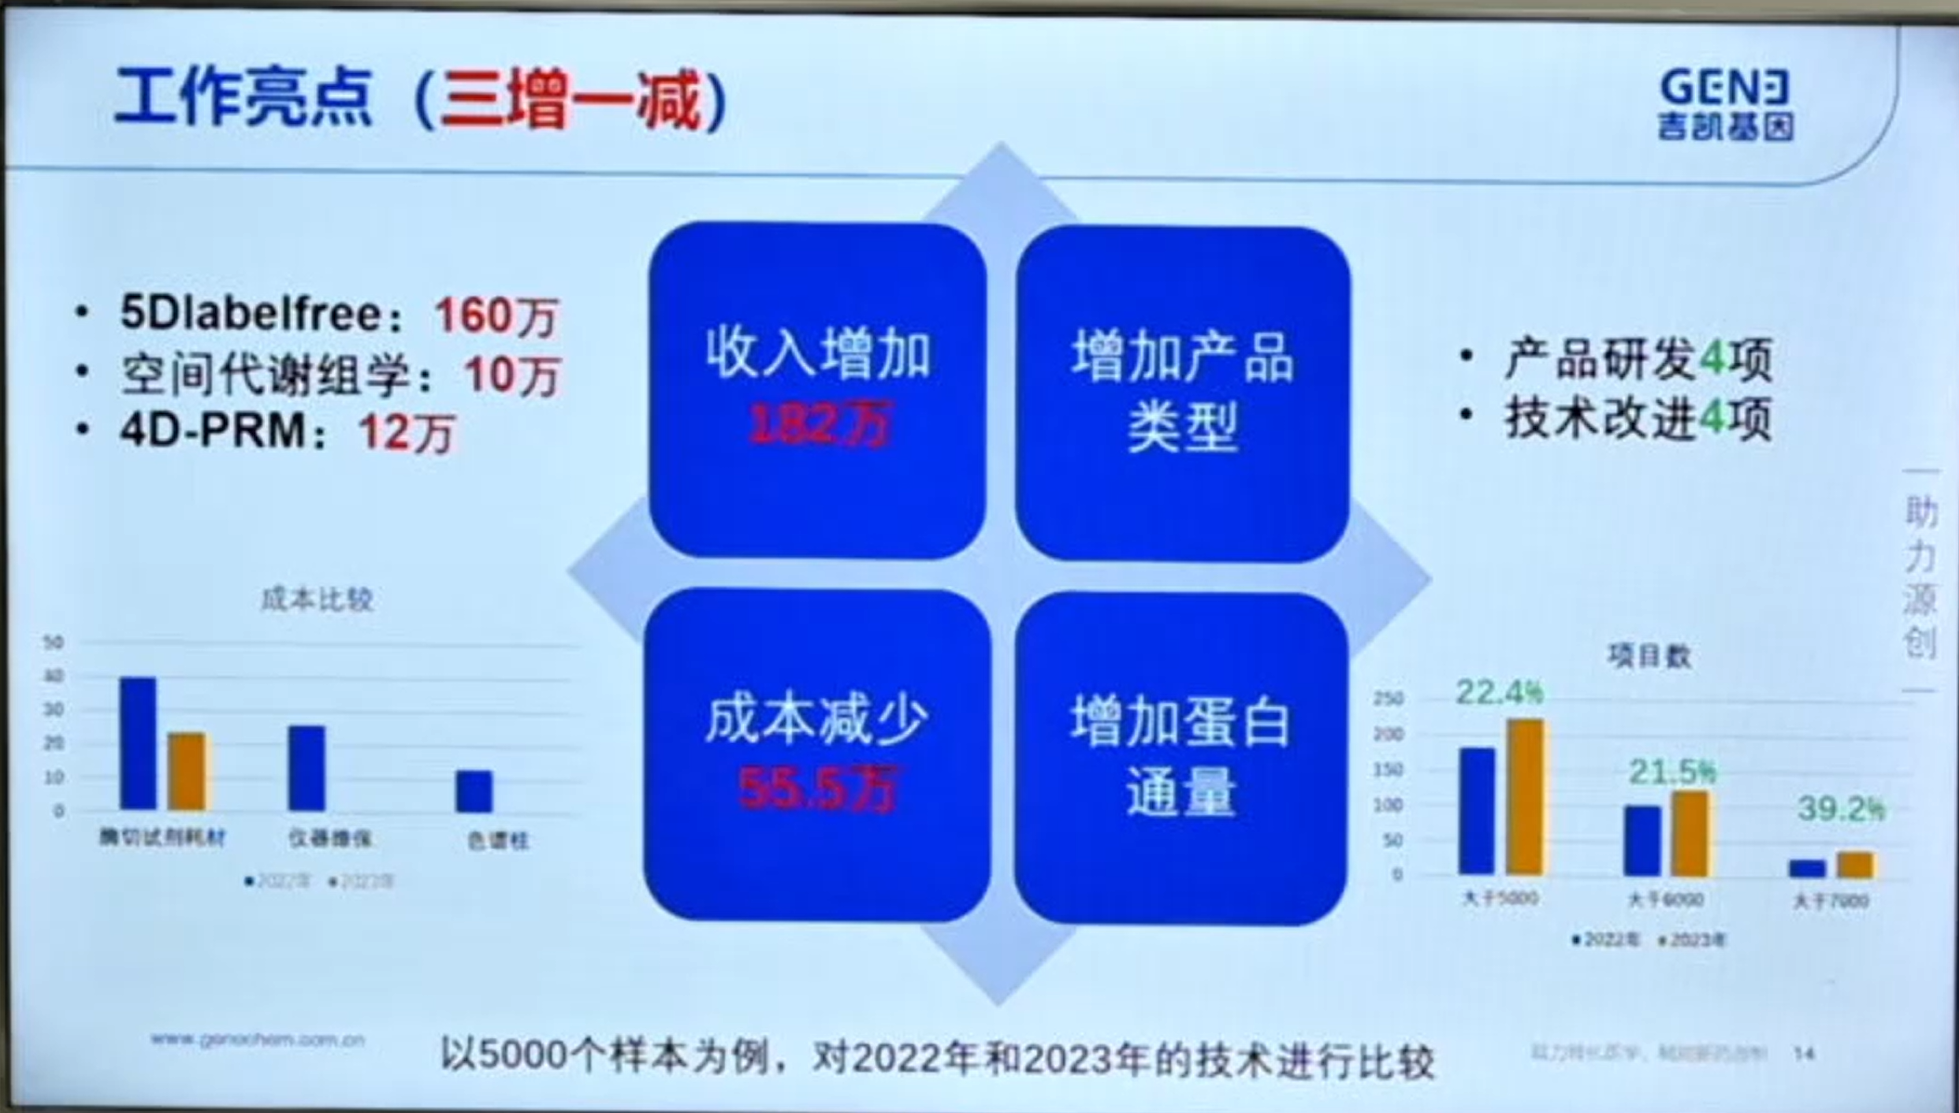 工作亮点（三增一减）
GENE
吉凯基因
• 5Dlabelfree：160万
• 空间代谢组学：10万
• 4D-PRM：12万
收入增加
182万
增加产品
类型
• 产品研发4项
• 技术改进4项
助力源创
成本比较
50
40
30
20
10
0
酶切试剂耗材
仪器维保
色谱柱
2022年 2023年
成本减少
55.5万
增加蛋白
通量
项目数
250
200
150
100
50
0
22.4%
21.5%
39.2%
大于5000
大于6000
大于7000
2022年 2023年
www.genechem.com.cn
以5000个样本为例，对2022年和2023年的技术进行比较
14